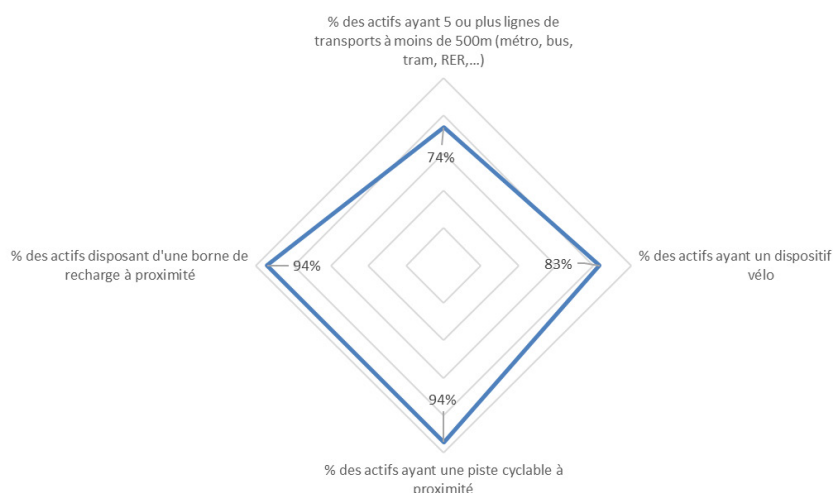 % des actifs ayant 5 ou plus lignes de
transports à moins de 500m (métro, bus,
tram, RER,...)
74%
% des actifs disposant d'une borne de
recharge à proximité
94%
83%
% des actifs ayant un dispositif
vélo
94%
% des actifs ayant une piste cyclable à
proximité